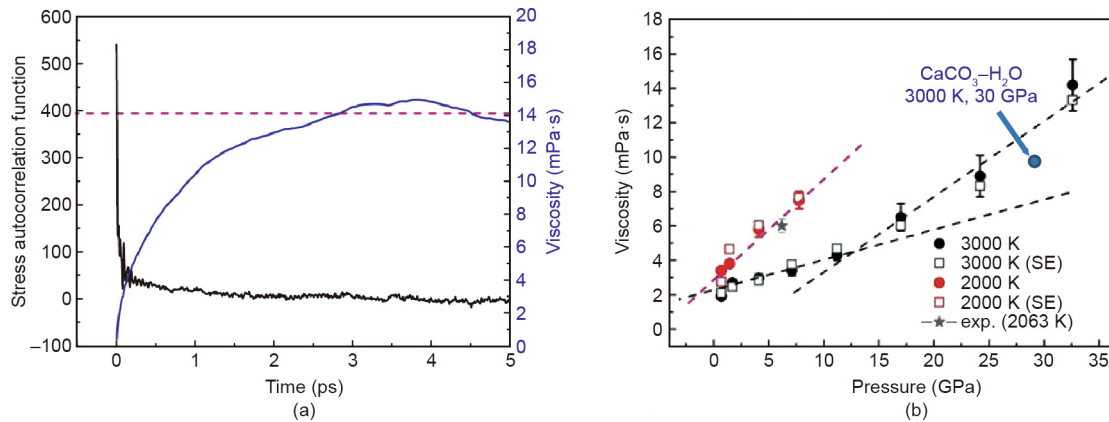 600
500
400
300
200
100
0
–100
Stress autocorrelation function
20
18
16
14
12
10
8
6
4
2
0
Viscosity (mPa·s)
0 1 2 3 4 5
Time (ps)
(a)
18
16
14
12
10
8
6
4
2
0
Viscosity (mPa·s)
CaCO₃–H₂O
3000 K, 30 GPa
3000 K
3000 K (SE)
2000 K
2000 K (SE)
exp. (2063 K)
0 5 10 15 20 25 30 35
Pressure (GPa)
(b)